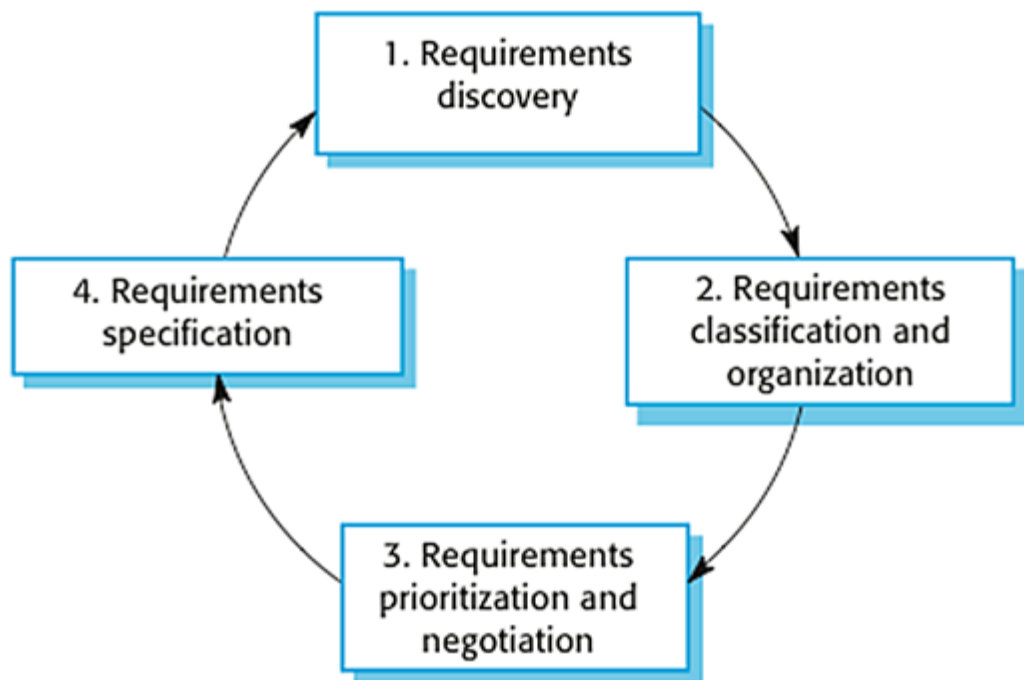 1. Requirements
discovery
2. Requirements
classification and
organization
3. Requirements
prioritization and
negotiation
4. Requirements
specification